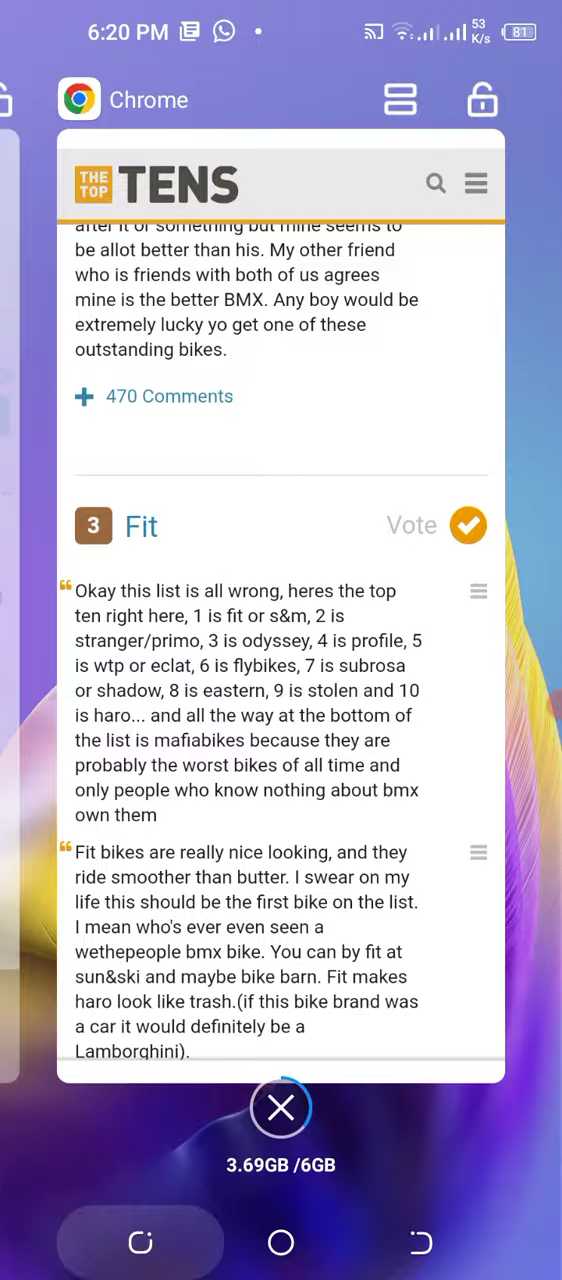 6:20 PM
53
K/s
81
Chrome
THE
TOP
TENS
after it or something but mine seems to
be allot better than his. My other friend
who is friends with both of us agrees
mine is the better BMX. Any boy would be
extremely lucky yo get one of these
outstanding bikes.
470 Comments
3 Fit Vote
Okay this list is all wrong, heres the top
ten right here, 1 is fit or s&m, 2 is
stranger/primo, 3 is odyssey, 4 is profile, 5
is wtp or eclat, 6 is flybikes, 7 is subrosa
or shadow, 8 is eastern, 9 is stolen and 10
is haro... and all the way at the bottom of
the list is mafiabikes because they are
probably the worst bikes of all time and
only people who know nothing about bmx
own them
Fit bikes are really nice looking, and they
ride smoother than butter. I swear on my
life this should be the first bike on the list.
I mean who's ever even seen a
wethepeople bmx bike. You can by fit at
sun&ski and maybe bike barn. Fit makes
haro look like trash.(if this bike brand was
a car it would definitely be a
Lamborghini).
3.69GB /6GB